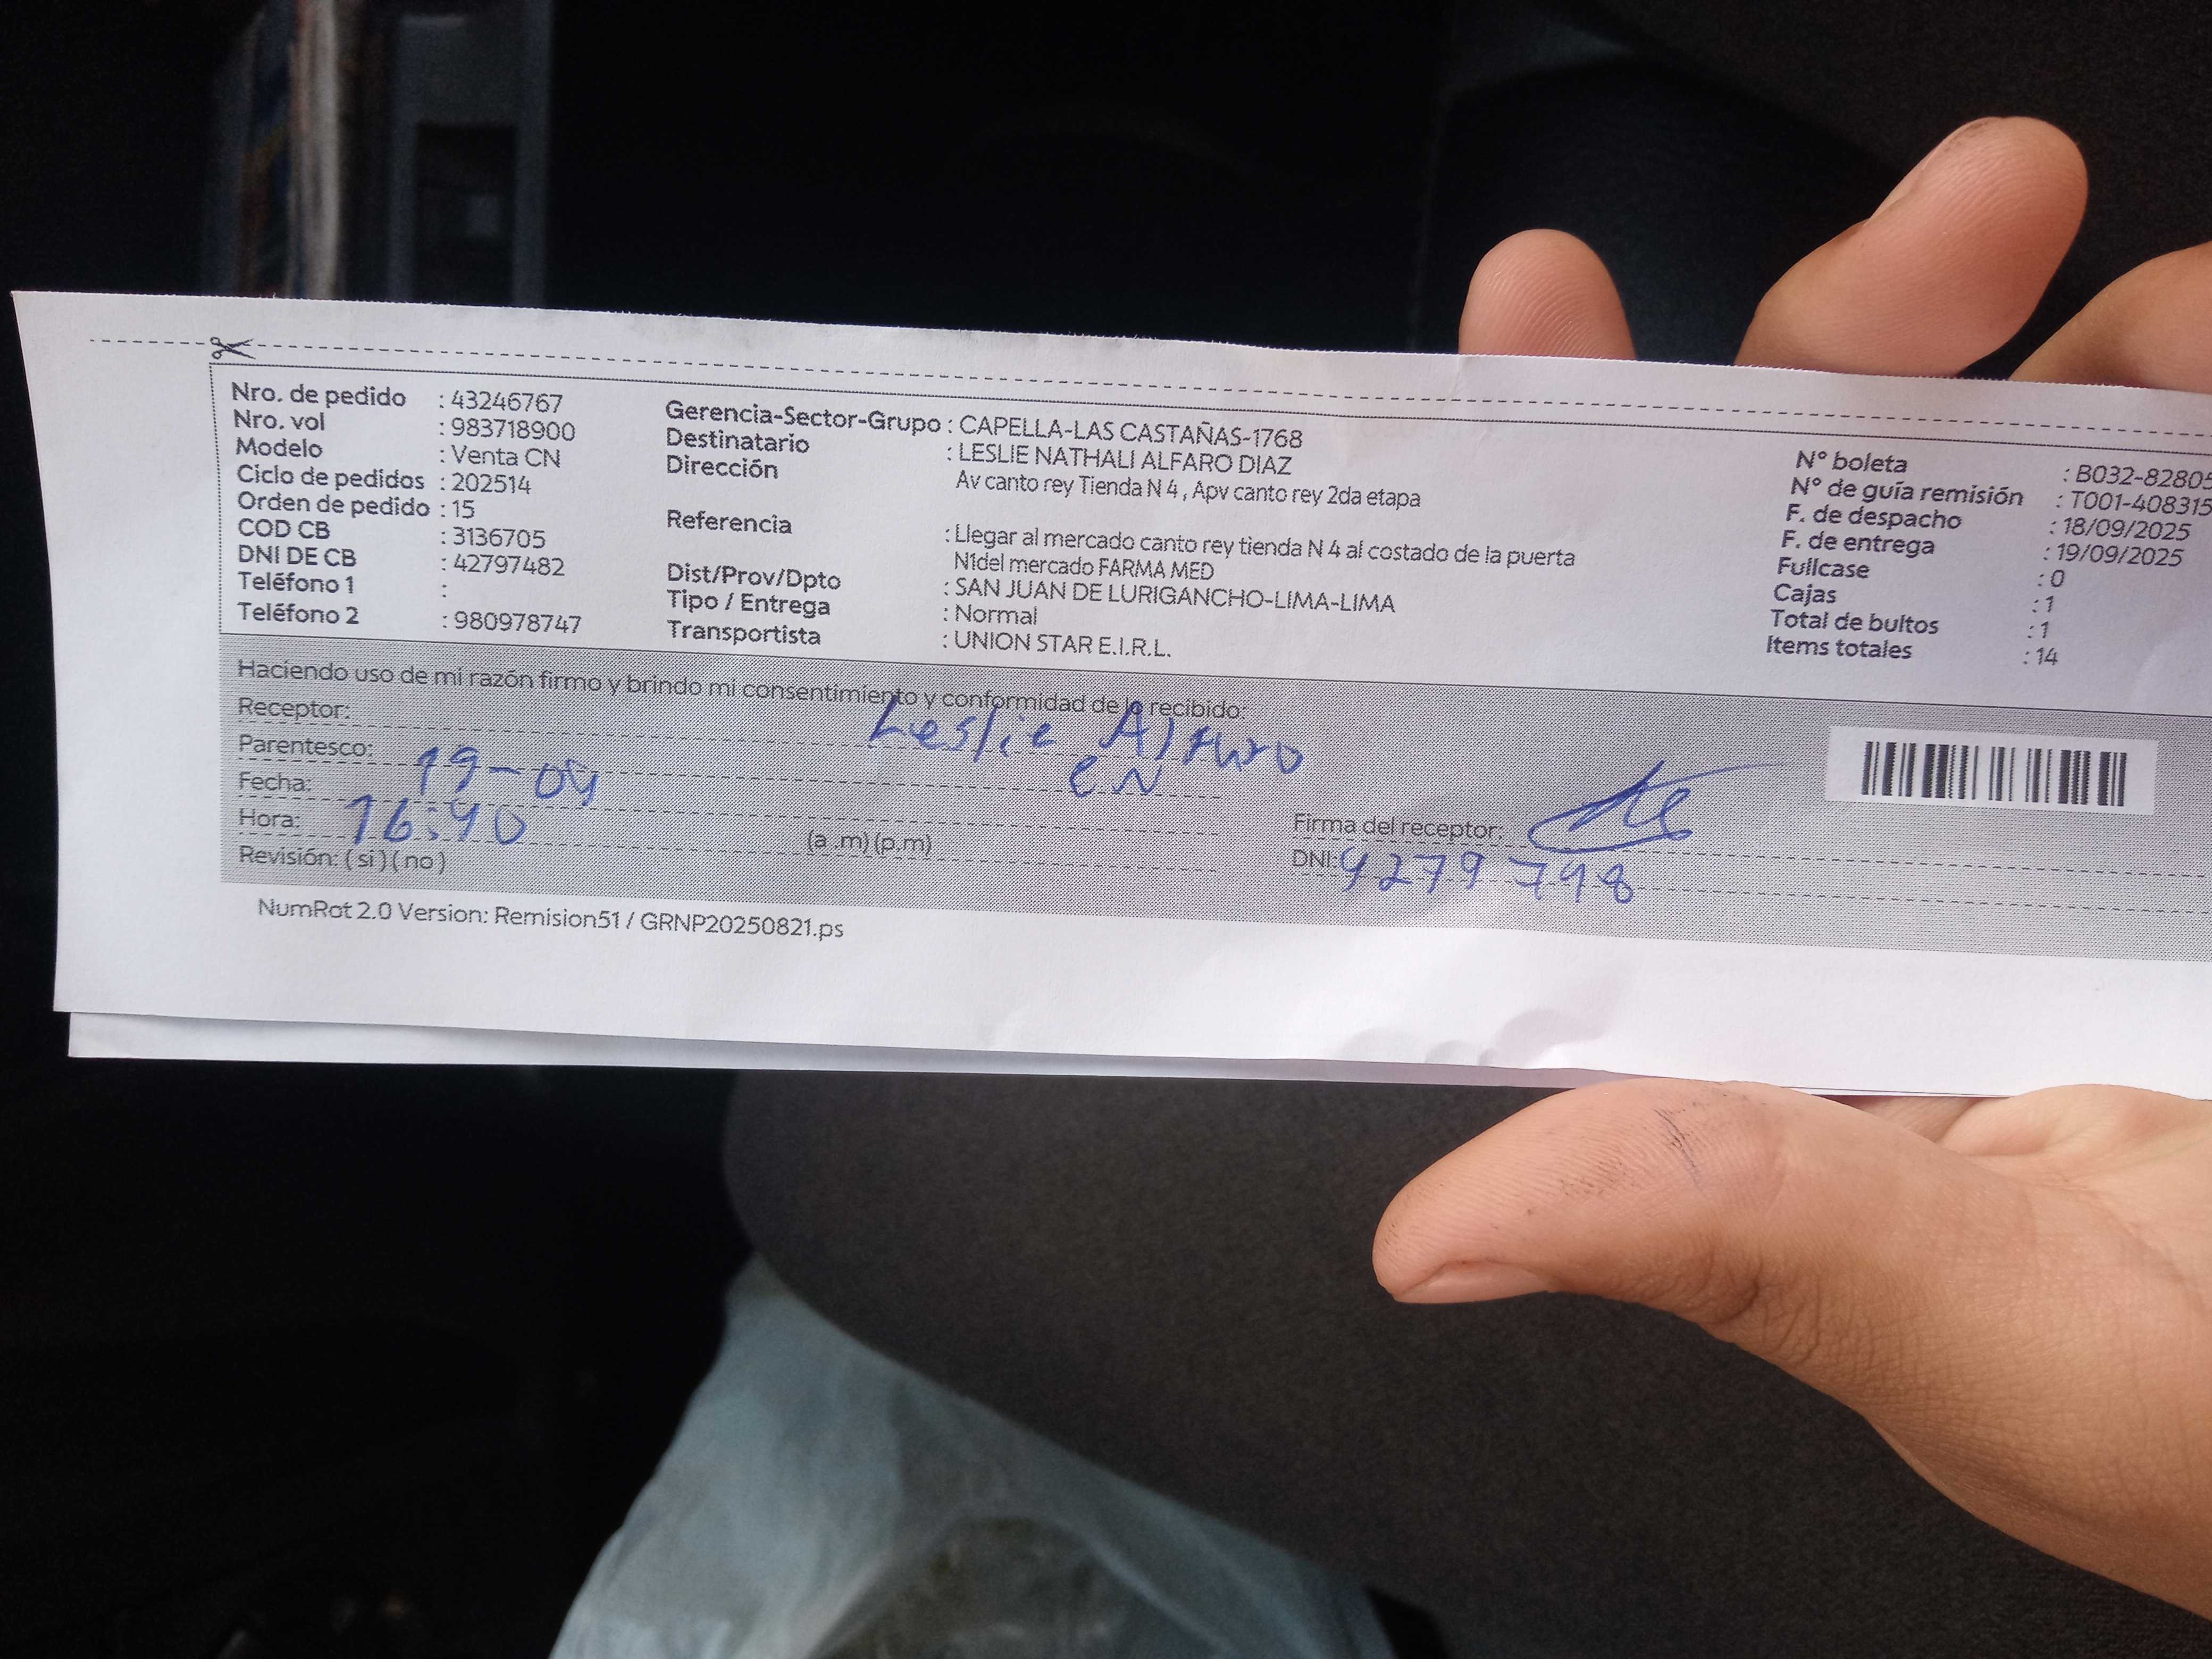 Nro. de pedido : 43246767
Nro. vol : 983718900
Modelo : Venta CN
Ciclo de pedidos : 202514
Orden de pedido : 15
COD CB : 3136705
DNI DE CB : 42797482
Teléfono 1 :
Teléfono 2 : 980978747
Gerencia-Sector-Grupo : CAPELLA-LAS CASTAÑAS-1768
Destinatario : LESLIE NATHALI ALFARO DIAZ
Dirección
Av canto rey Tienda N 4 , Apv canto rey 2da etapa
Referencia : Llegar al mercado canto rey tienda N 4 al costado de la puerta
N1del mercado FARMA MED
Dist/Prov/Dpto : SAN JUAN DE LURIGANCHO-LIMA-LIMA
Tipo / Entrega : Normal
Transportista : UNION STAR E.I.R.L.
N° boleta : B032-82805
N° de guía remisión : T001-408315
F. de despacho : 18/09/2025
F. de entrega : 19/09/2025
Fullcase : 0
Cajas : 1
Total de bultos : 1
Items totales : 14
Haciendo uso de mi razón firmo y brindo mi consentimiento y conformidad de lo recibido:
Receptor: Leslie
Parentesco:
Fecha: 19-09
Hora: 16:40 (a .m) (p.m)
Revisión: ( si ) ( no )
Firma del receptor:
DNI: 4279 748
NumRot 2.0 Version: Remision51 / GRNP20250821.ps